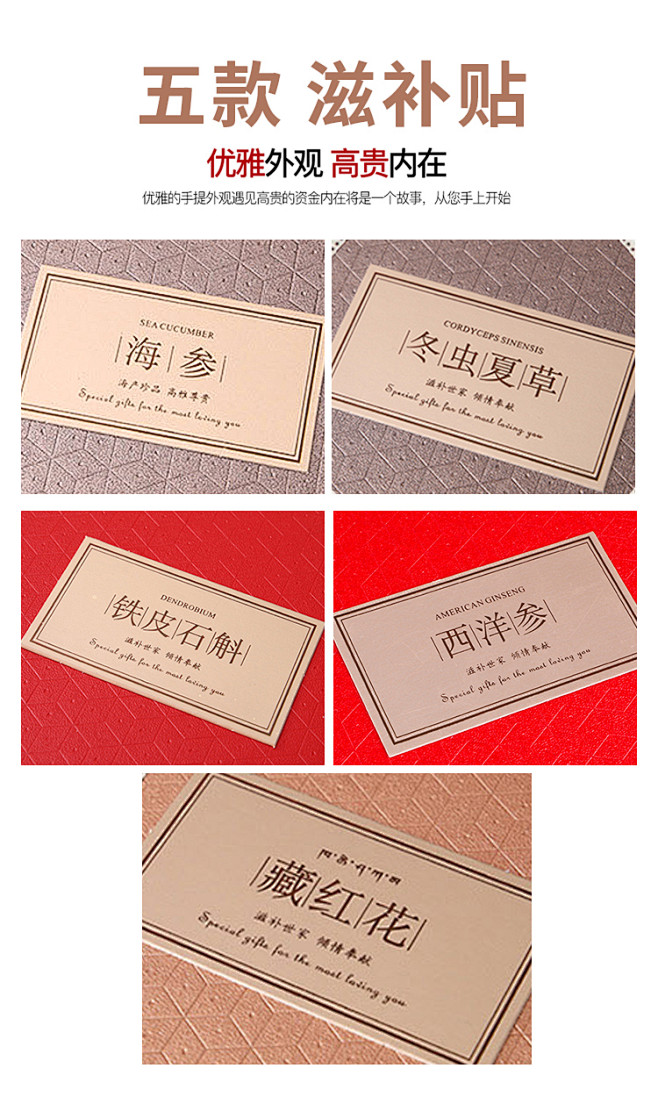 五款 滋补贴
优雅外观 高贵内在
优雅的手提外观遇见高贵的资金内在将是一个故事，从您手上开始
SEA CUCUMBER
海参
海产珍品 高雅尊贵
Special gifts for the most loving you
CORDYCEPS SINENSIS
冬虫夏草
滋补世家 倾情奉献
Special gifts for the most loving you
DENDROBIUM
铁皮石斛
滋补世家 倾情奉献
Special gifts for the most loving you
AMERICAN GINSENG
西洋参
滋补世家 倾情奉献
Special gifts for the most loving you
藏红花
滋补世家 倾情奉献
Special gifts for the most loving you